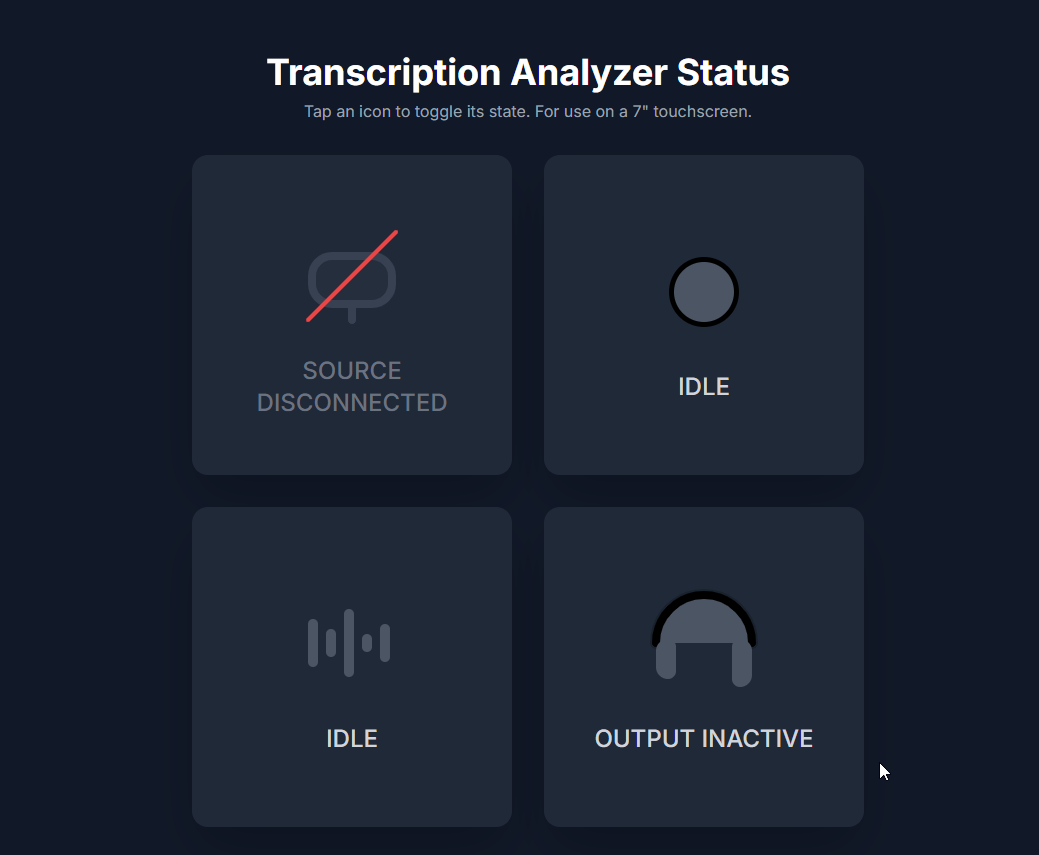 Transcription Analyzer Status
Tap an icon to toggle its state. For use on a 7" touchscreen.
SOURCE
DISCONNECTED
IDLE
IDLE
OUTPUT INACTIVE